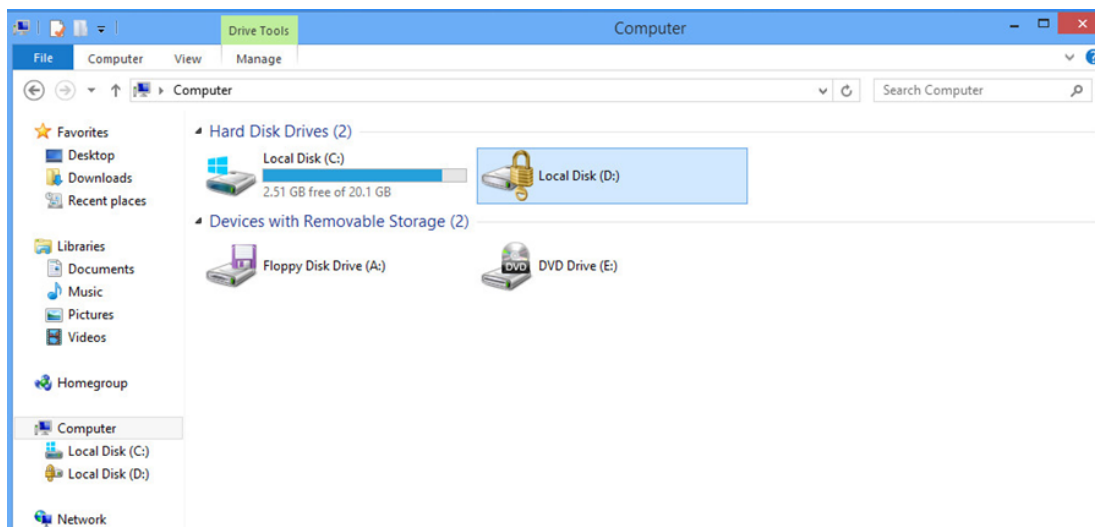 Drive Tools
Computer
File
Computer
View
Manage
Computer
Search Computer
Favorites
Desktop
Downloads
Recent places
Libraries
Documents
Music
Pictures
Videos
Homegroup
Computer
Local Disk (C:)
Local Disk (D:)
Network
Hard Disk Drives (2)
Local Disk (C:)
2.51 GB free of 20.1 GB
Local Disk (D:)
Devices with Removable Storage (2)
Floppy Disk Drive (A:)
DVD
DVD Drive (E:)